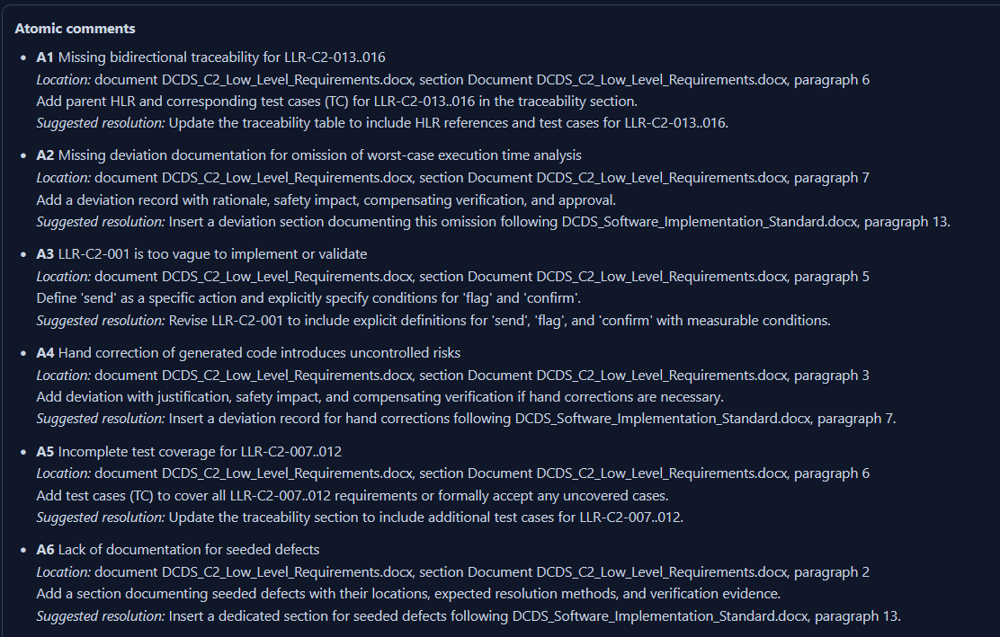 Atomic comments
A1 Missing bidirectional traceability for LLR-C2-013..016
Location: document DCDS_C2_Low_Level_Requirements.docx, section Document DCDS_C2_Low_Level_Requirements.docx, paragraph 6
Add parent HLR and corresponding test cases (TC) for LLR-C2-013..016 in the traceability section.
Suggested resolution: Update the traceability table to include HLR references and test cases for LLR-C2-013..016.
A2 Missing deviation documentation for omission of worst-case execution time analysis
Location: document DCDS_C2_Low_Level_Requirements.docx, section Document DCDS_C2_Low_Level_Requirements.docx, paragraph 7
Add a deviation record with rationale, safety impact, compensating verification, and approval.
Suggested resolution: Insert a deviation section documenting this omission following DCDS_Software_Implementation_Standard.docx, paragraph 13.
A3 LLR-C2-001 is too vague to implement or validate
Location: document DCDS_C2_Low_Level_Requirements.docx, section Document DCDS_C2_Low_Level_Requirements.docx, paragraph 5
Define 'send' as a specific action and explicitly specify conditions for 'flag' and 'confirm'.
Suggested resolution: Revise LLR-C2-001 to include explicit definitions for 'send', 'flag', and 'confirm' with measurable conditions.
A4 Hand correction of generated code introduces uncontrolled risks
Location: document DCDS_C2_Low_Level_Requirements.docx, section Document DCDS_C2_Low_Level_Requirements.docx, paragraph 3
Add deviation with justification, safety impact, and compensating verification if hand corrections are necessary.
Suggested resolution: Insert a deviation record for hand corrections following DCDS_Software_Implementation_Standard.docx, paragraph 7.
A5 Incomplete test coverage for LLR-C2-007..012
Location: document DCDS_C2_Low_Level_Requirements.docx, section Document DCDS_C2_Low_Level_Requirements.docx, paragraph 6
Add test cases (TC) to cover all LLR-C2-007..012 requirements or formally accept any uncovered cases.
Suggested resolution: Update the traceability section to include additional test cases for LLR-C2-007..012.
A6 Lack of documentation for seeded defects
Location: document DCDS_C2_Low_Level_Requirements.docx, section Document DCDS_C2_Low_Level_Requirements.docx, paragraph 2
Add a section documenting seeded defects with their locations, expected resolution methods, and verification evidence.
Suggested resolution: Insert a dedicated section for seeded defects following DCDS_Software_Implementation_Standard.docx, paragraph 13.